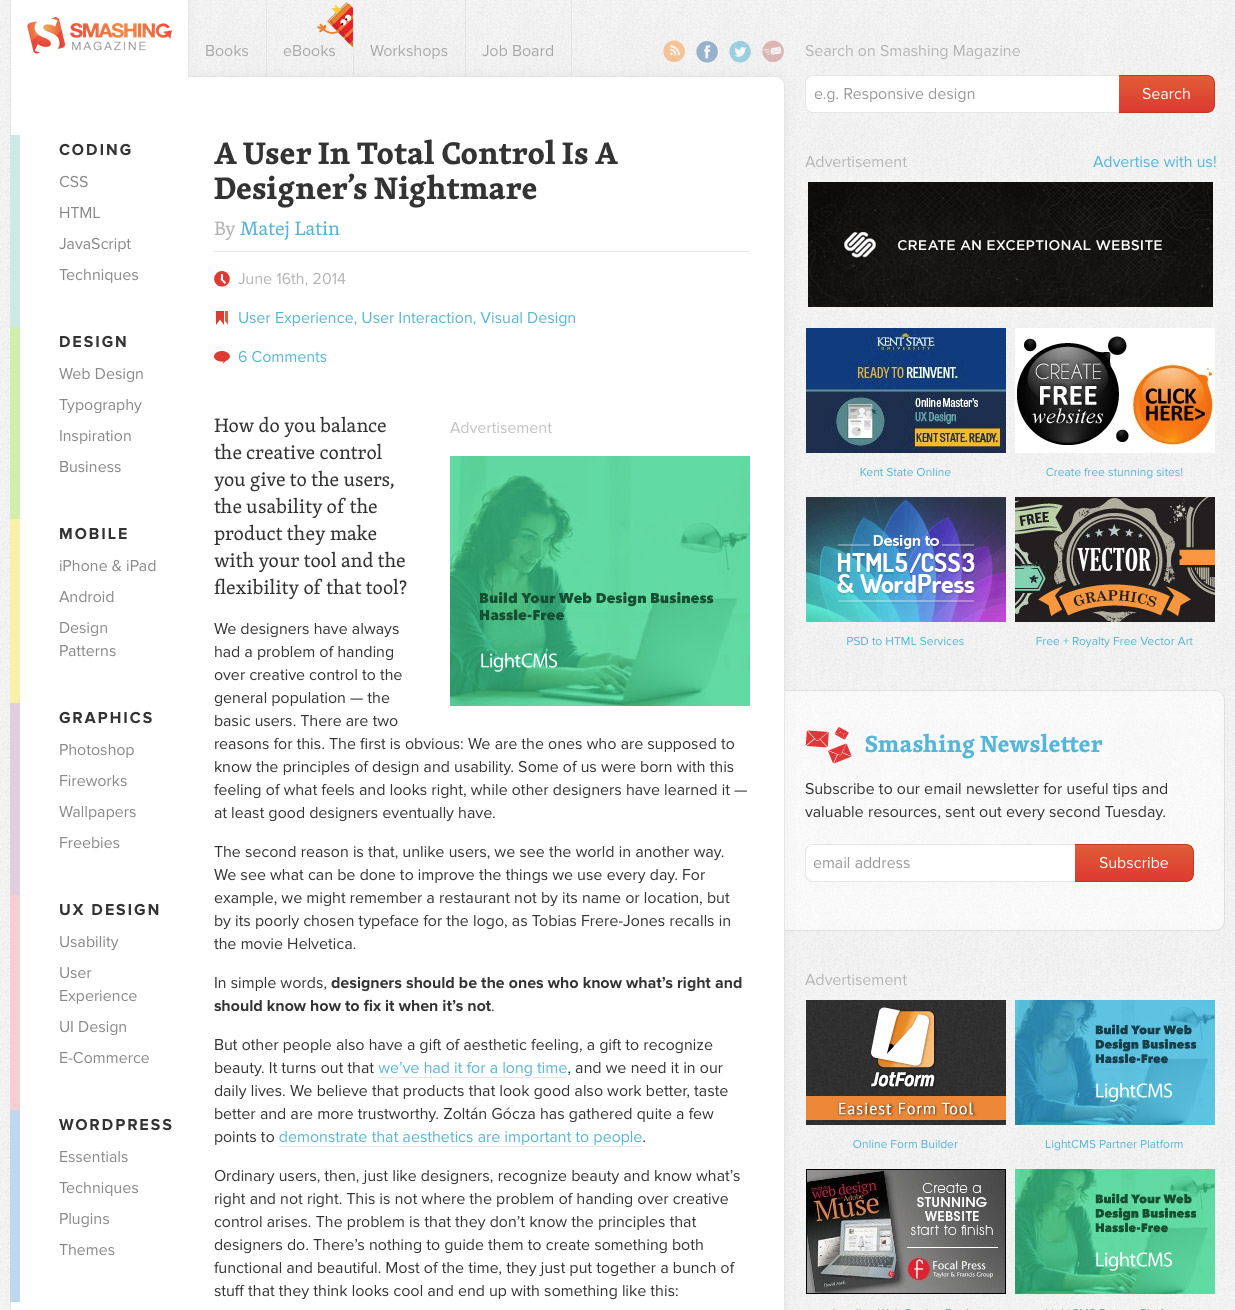 SMASHING
MAGAZINE
Books
eBooks
Workshops
Job Board
Search on Smashing Magazine
e.g. Responsive design
Search
CODING
CSS
HTML
JavaScript
Techniques
DESIGN
Web Design
Typography
Inspiration
Business
MOBILE
iPhone & iPad
Android
Design
Patterns
GRAPHICS
Photoshop
Fireworks
Wallpapers
Freebies
UX DESIGN
Usability
User
Experience
UI Design
E-Commerce
WORDPRESS
Essentials
Techniques
Plugins
Themes
A User In Total Control Is A
Designer’s Nightmare
By Matej Latin
June 16th, 2014
User Experience, User Interaction, Visual Design
6 Comments
How do you balance
the creative control
you give to the users,
the usability of the
product they make
with your tool and the
flexibility of that tool?
Advertisement
Build Your Web Design Business
Hassle-Free
LightCMS
We designers have always
had a problem of handing
over creative control to the
general population — the
basic users. There are two
reasons for this. The first is obvious: We are the ones who are supposed to
know the principles of design and usability. Some of us were born with this
feeling of what feels and looks right, while other designers have learned it —
at least good designers eventually have.
The second reason is that, unlike users, we see the world in another way.
We see what can be done to improve the things we use every day. For
example, we might remember a restaurant not by its name or location, but
by its poorly chosen typeface for the logo, as Tobias Frere-Jones recalls in
the movie Helvetica.
In simple words, designers should be the ones who know what’s right and
should know how to fix it when it’s not.
But other people also have a gift of aesthetic feeling, a gift to recognize
beauty. It turns out that we’ve had it for a long time, and we need it in our
daily lives. We believe that products that look good also work better, taste
better and are more trustworthy. Zoltán Gócza has gathered quite a few
points to demonstrate that aesthetics are important to people.
Ordinary users, then, just like designers, recognize beauty and know what’s
right and not right. This is not where the problem of handing over creative
control arises. The problem is that they don’t know the principles that
designers do. There’s nothing to guide them to create something both
functional and beautiful. Most of the time, they just put together a bunch of
stuff that they think looks cool and end up with something like this:
Advertisement
Advertise with us!
CREATE AN EXCEPTIONAL WEBSITE
KENT STATE
UNIVERSITY
READY TO REINVENT.
Online Master's
UX Design
KENT STATE. READY.
Kent State Online
CREATE
FREE
websites
CLICK
HERE>
Create free stunning sites!
Design to
HTML5/CSS3
& WordPress
PSD to HTML Services
FREE
VECTOR
GRAPHICS
Free + Royalty Free Vector Art
Smashing Newsletter
Subscribe to our email newsletter for useful tips and
valuable resources, sent out every second Tuesday.
email address
Subscribe
Advertisement
JotForm
Easiest Form Tool
Online Form Builder
Build Your Web
Design Business
Hassle-Free
LightCMS
LightCMS Partner Platform
web design
Adobe
Muse
Create a
STUNNING
WEBSITE
start to finish
Focal Press
Taylor & Francis Group
Build Your Web
Design Business
Hassle-Free
LightCMS